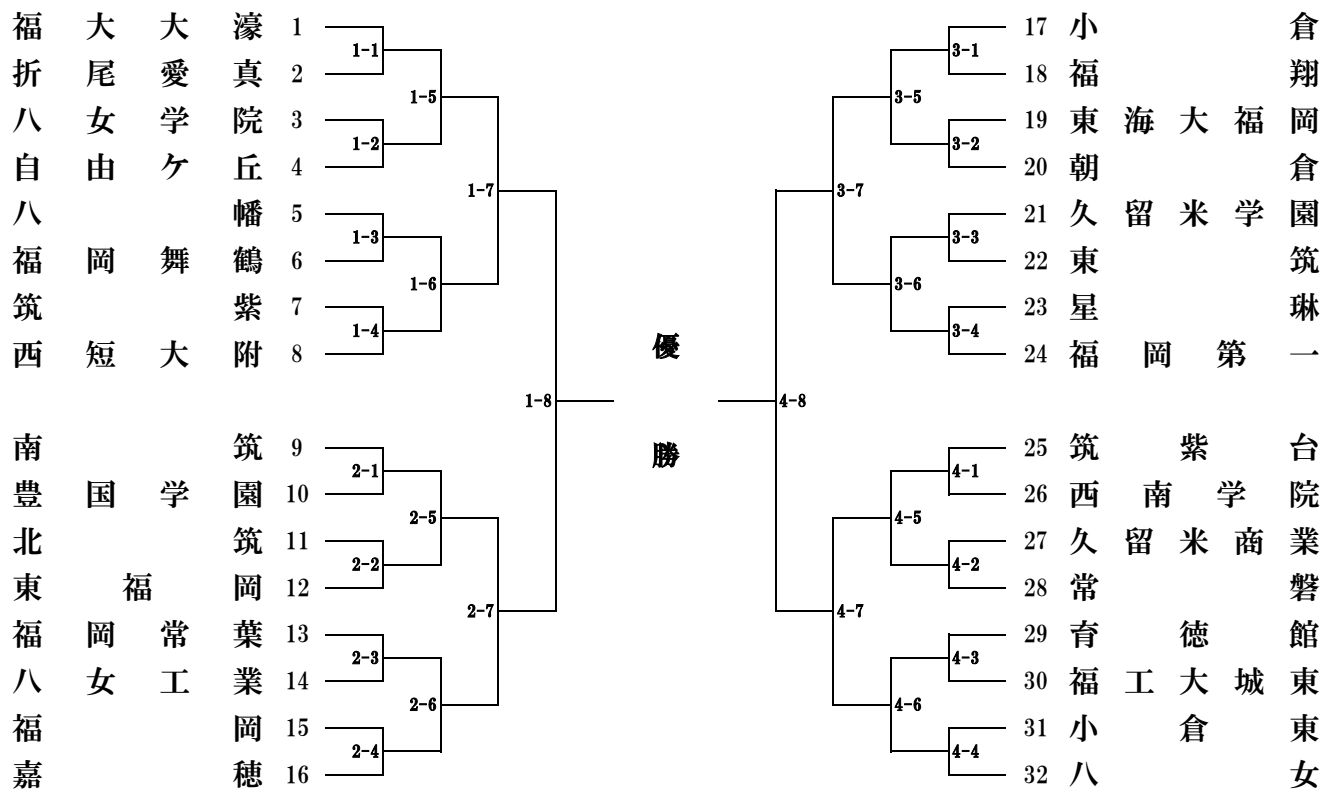 福大大濠 1
1-1
折尾愛真 2
1-5
八女学院 3
1-2
自由ケ丘 4
1-7
八幡 5
1-3
福岡舞鶴 6
1-6
筑紫 7
1-4
西短大附 8
1-8
南筑 9
2-1
豊国学園 10
2-5
北筑 11
2-2
東福岡 12
2-7
福岡常葉 13
2-3
八女工業 14
2-6
福岡 15
2-4
嘉穂 16
優
勝
17 小倉
3-1
18 福翔
3-5
19 東海大福岡
3-2
20 朝倉
3-7
21 久留米学園
3-3
22 東筑
3-6
23 星琳
3-4
24 福岡第一
4-8
25 筑紫台
4-1
26 西南学院
4-5
27 久留米商業
4-2
28 常磐
4-7
29 育徳館
4-3
30 福工大城東
4-6
31 小倉東
4-4
32 八女